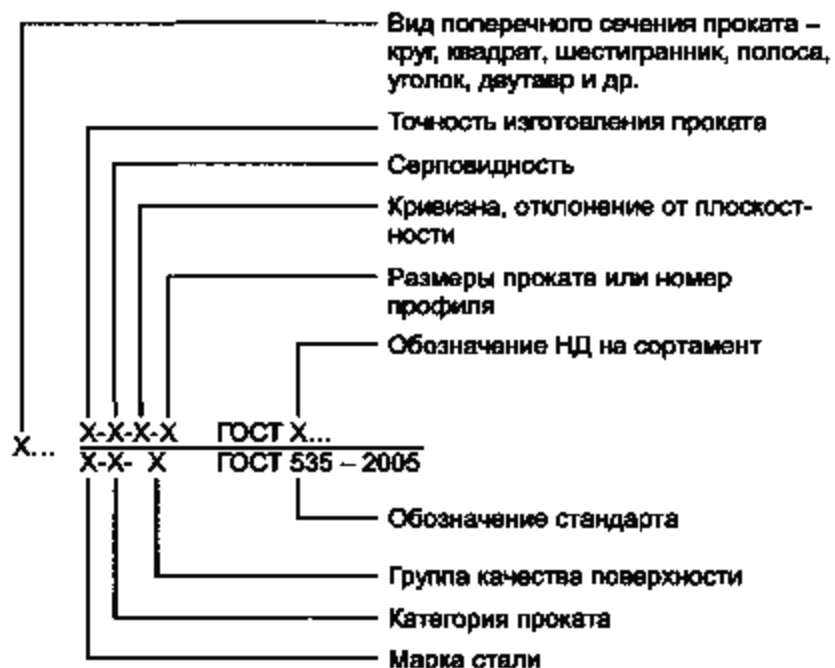 Вид поперечного сечения проката –
круг, квадрат, шестигранник, полоса,
уголок, двутавр и др.
Точность изготовления проката
Серповидность
Кривизна, отклонение от плоскост-
ности
Размеры проката или номер
профиля
Обозначение НД на сортамент
X... X-X-X-X ГОСТ X...
X-X- X ГОСТ 535 – 2005
Обозначение стандарта
Группа качества поверхности
Категория проката
Марка стали